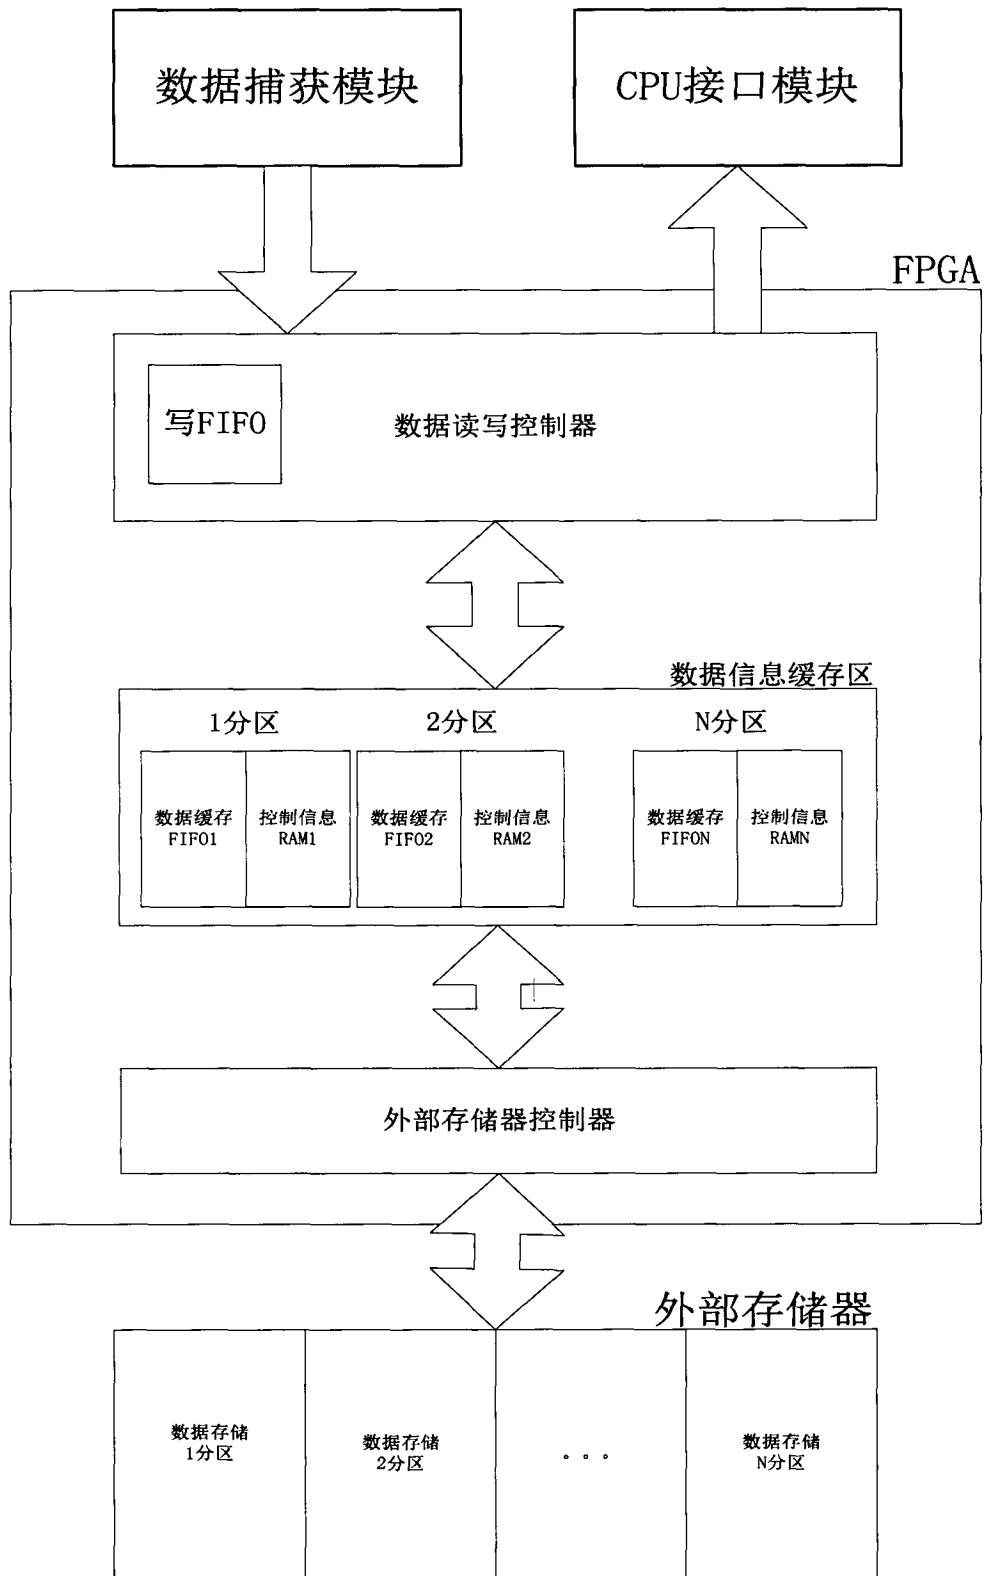 数据捕获模块
CPU接口模块
FPGA
写FIFO
数据读写控制器
数据信息缓存区
1分区
2分区
N分区
数据缓存
FIFO1
控制信息
RAM1
数据缓存
FIFO2
控制信息
RAM2
数据缓存
FIFON
控制信息
RAMN
外部存储器控制器
外部存储器
数据存储
1分区
数据存储
2分区
。。。
数据存储
N分区